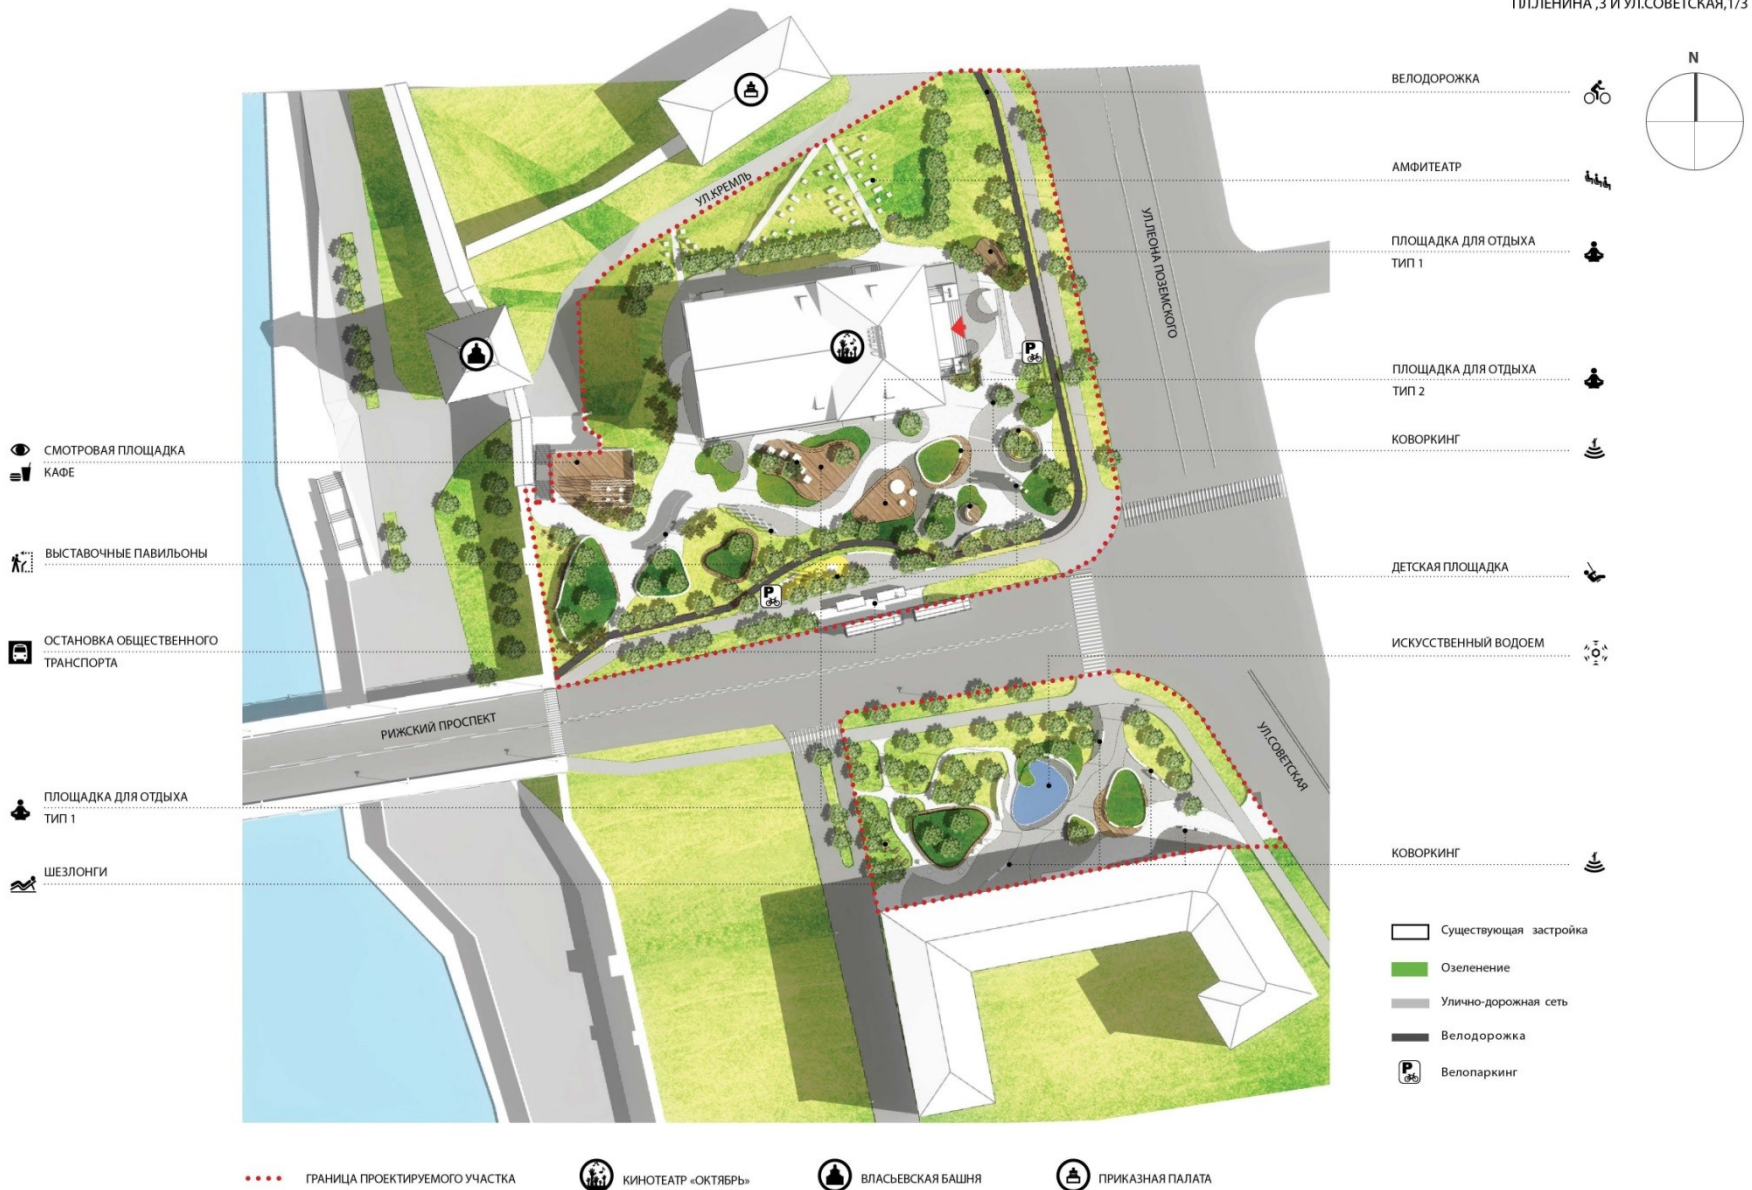 ПЛ.ЛЕНИНА ,3 И УЛ.СОВЕТСКАЯ,1/3
N
ВЕЛОДОРОЖКА
АМФИТЕАТР
ПЛОЩАДКА ДЛЯ ОТДЫХА
ТИП 1
ПЛОЩАДКА ДЛЯ ОТДЫХА
ТИП 2
КОВОРКИНГ
ДЕТСКАЯ ПЛОЩАДКА
ИСКУССТВЕННЫЙ ВОДОЕМ
КОВОРКИНГ
СМОТРОВАЯ ПЛОЩАДКА
КАФЕ
ВЫСТАВОЧНЫЕ ПАВИЛЬОНЫ
ОСТАНОВКА ОБЩЕСТВЕННОГО
ТРАНСПОРТА
ПЛОЩАДКА ДЛЯ ОТДЫХА
ТИП 1
ШЕЗЛОНГИ
УЛ.КРЕМЛЬ
УЛ.ЛЕОНА ПОЗЕМСКОГО
P
P
РИЖСКИЙ ПРОСПЕКТ
УЛ.СОВЕТСКАЯ
Существующая застройка
Озеленение
Улично-дорожная сеть
Велодорожка
P
Велопаркинг
ГРАНИЦА ПРОЕКТИРУЕМОГО УЧАСТКА
КИНОТЕАТР «ОКТЯБРЬ»
ВЛАСЬЕВСКАЯ БАШНЯ
ПРИКАЗНАЯ ПАЛАТА